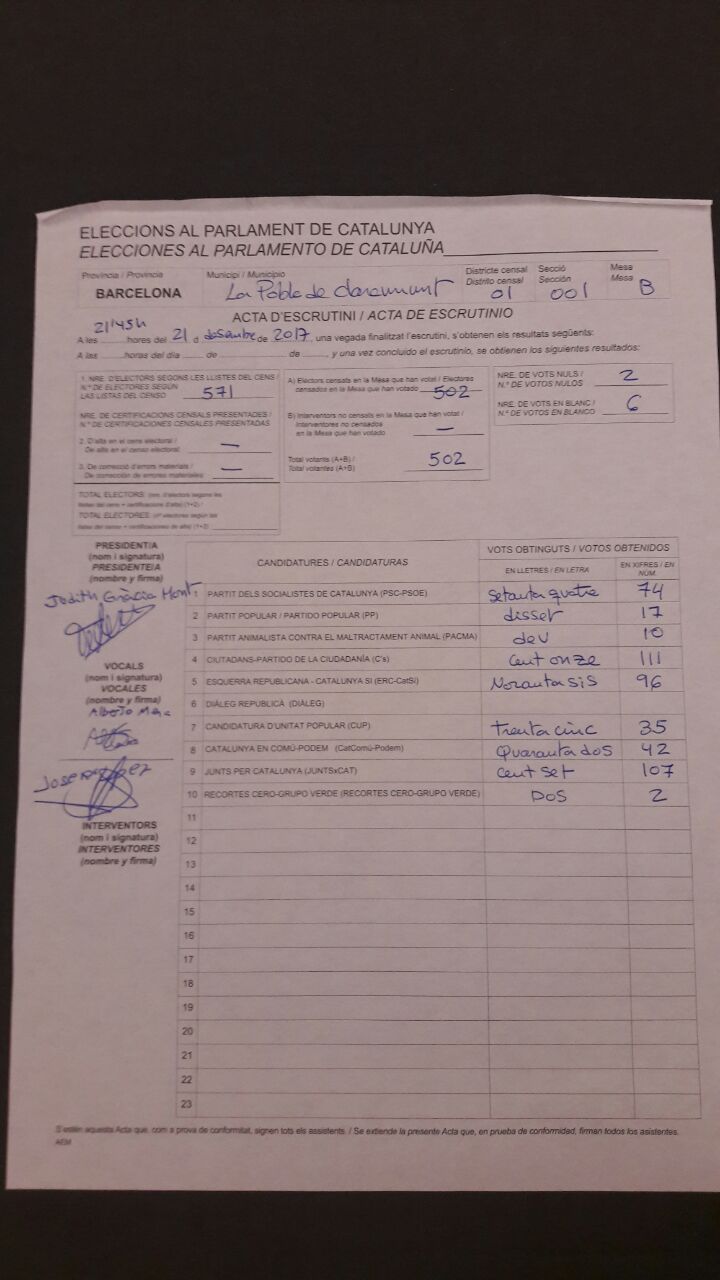 ELECCIONS AL PARLAMENT DE CATALUNYA
ELECCIONES AL PARLAMENTO DE CATALUÑA
Provincia / Provincia Municipi / Municipio Districte censal Secció Mesa
Distrito censal Sección Mesa
BARCELONA La Pobla de Claramunt 01 001 B
ACTA D'ESCRUTINI / ACTA DE ESCRUTINIO
21'45h
A les hores del 21 d desembre de 2017, una vegada finalitzat l'escrutini, s'obtenen els resultats següents:
A las horas del día de de , y una vez concluido el escrutinio, se obtienen los siguientes resultados:
1. NRE. D'ELECTORS SEGONS LES LLISTES DEL CENS /
N.º DE ELECTORES SEGÚN
LAS LISTAS DEL CENSO 571
NRE. DE CERTIFICACIONS CENSALS PRESENTADES /
N.º DE CERTIFICACIONES CENSALES PRESENTADAS
2. D'alta en el cens electoral /
De alta en el censo electoral: —
3. De correcció d'errors materials /
De corrección de errores materiales: —
TOTAL ELECTORS: (nre. d'electors segons les
llistes del cens + certificacions d'alta) (1+2) /
TOTAL ELECTORES: (nº electores según las
listas del censo + certificaciones de alta) (1+2)
A) Electors censats en la Mesa que han votat / Electores
censados en la Mesa que han votado 502
B) Interventors no censats en la Mesa que han votat /
Interventores no censados
en la Mesa que han votado —
Total votants (A+B) /
Total votantes (A+B) 502
NRE. DE VOTS NULS /
N.º DE VOTOS NULOS 2
NRE. DE VOTS EN BLANC /
N.º DE VOTOS EN BLANCO 6
PRESIDENT/A
(nom i signatura)
PRESIDENTE/A
(nombre y firma)
Judith Gràcia Mont
VOCALS
(nom i signatura)
VOCALES
(nombre y firma)
Alberto
INTERVENTORS
(nom i signatura)
INTERVENTORES
(nombre y firma)
CANDIDATURES / CANDIDATURAS VOTS OBTINGUTS / VOTOS OBTENIDOS
EN LLETRES / EN LETRA EN XIFRES / EN NÚM.
1 PARTIT DELS SOCIALISTES DE CATALUNYA (PSC-PSOE) setanta quatre 74
2 PARTIT POPULAR / PARTIDO POPULAR (PP) disset 17
3 PARTIT ANIMALISTA CONTRA EL MALTRACTAMENT ANIMAL (PACMA) deu 10
4 CIUTADANS-PARTIDO DE LA CIUDADANÍA (C's) cent onze 111
5 ESQUERRA REPUBLICANA - CATALUNYA SÍ (ERC-CatSí) Norantasis 96
6 DIÀLEG REPUBLICÀ (DIÀLEG)
7 CANDIDATURA D'UNITAT POPULAR (CUP) trenta cinc 35
8 CATALUNYA EN COMÚ-PODEM (CatComú-Podem) Quaranta dos 42
9 JUNTS PER CATALUNYA (JUNTSxCAT) cent set 107
10 RECORTES CERO-GRUPO VERDE (RECORTES CERO-GRUPO VERDE) DOS 2
11
12
13
14
15
16
17
18
19
20
21
22
23
S'estén aquesta Acta que, com a prova de conformitat, signen tots els assistents. / Se extiende la presente Acta que, en prueba de conformidad, firman todos los asistentes.
AEM